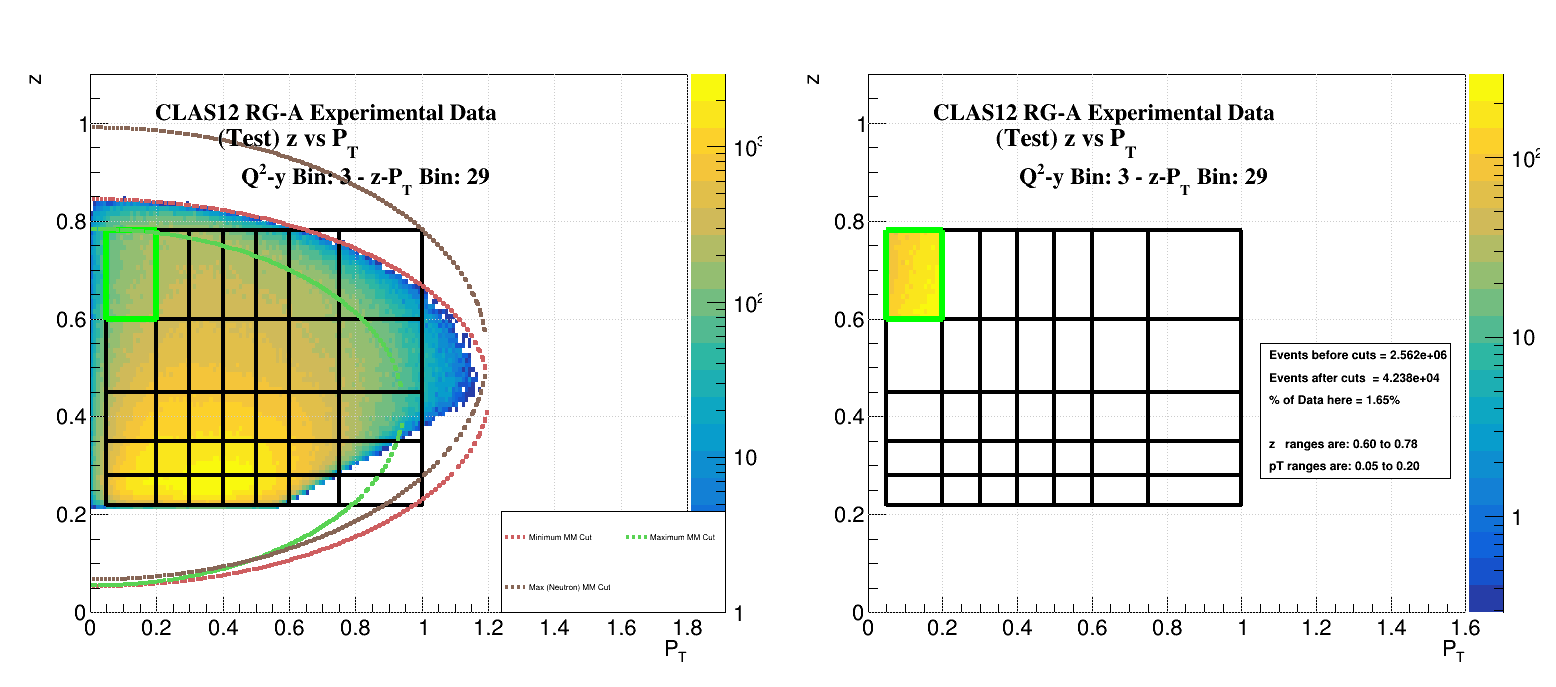 CLAS12 RG-A Experimental Data
(Test) z vs P_T
Q²-y Bin: 3 - z-P_T Bin: 29
z
1
0.8
0.6
0.4
0.2
0
0 0.2 0.4 0.6 0.8 1 1.2 1.4 1.6 1.8
P_T
10³
10²
10
1
Minimum MM Cut
Maximum MM Cut
Max (Neutron) MM Cut
CLAS12 RG-A Experimental Data
(Test) z vs P_T
Q²-y Bin: 3 - z-P_T Bin: 29
z
1
0.8
0.6
0.4
0.2
0
0 0.2 0.4 0.6 0.8 1 1.2 1.4 1.6
P_T
10²
10
1
Events before cuts = 2.562e+06
Events after cuts = 4.238e+04
% of Data here = 1.65%
z ranges are: 0.60 to 0.78
pT ranges are: 0.05 to 0.20